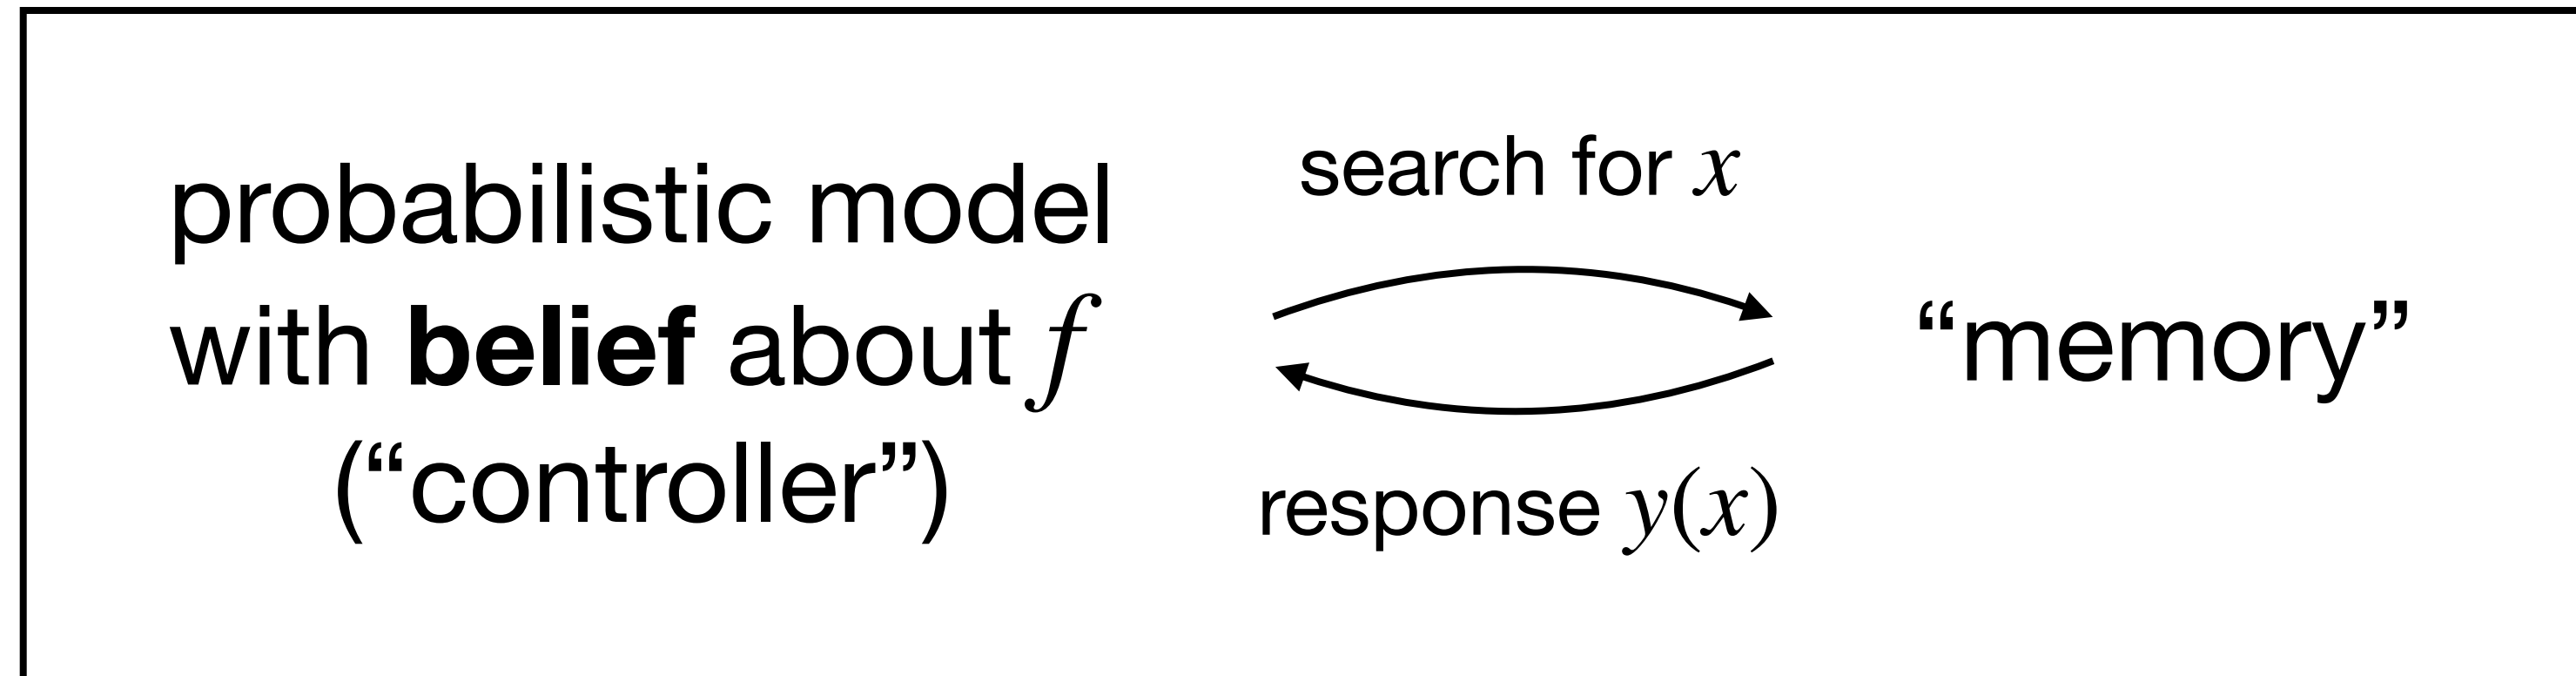 probabilistic model
with belief about f
(“controller”)
search for x
response y(x)
“memory”